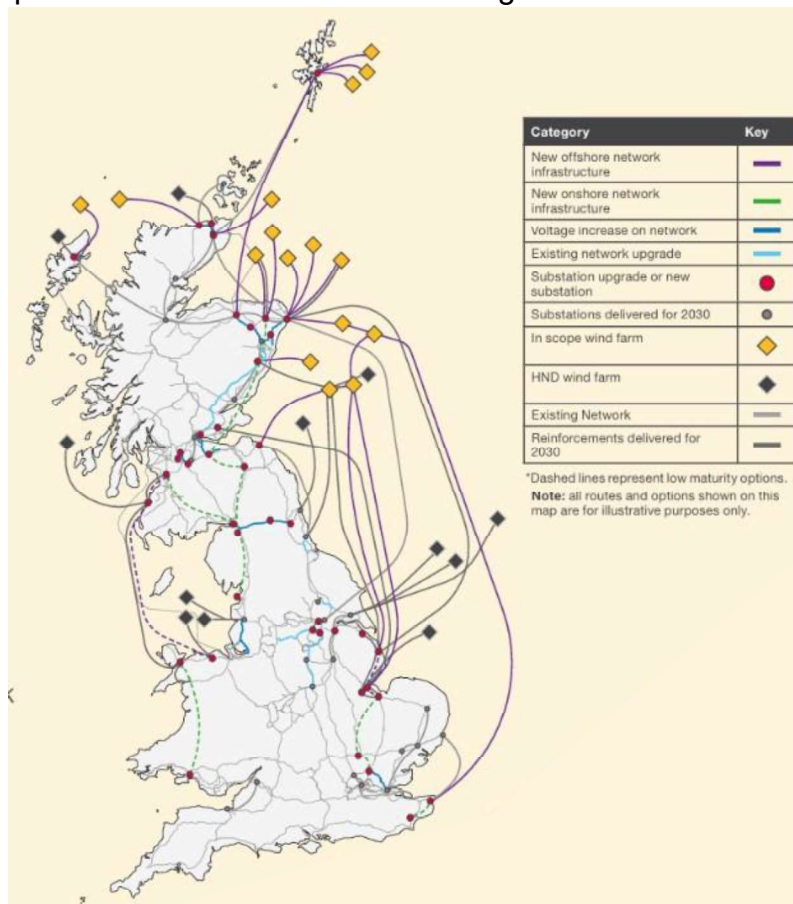 Category Key
New offshore network
infrastructure
New onshore network
infrastructure
Voltage increase on network
Existing network upgrade
Substation upgrade or new
substation
Substations delivered for 2030
In scope wind farm
HND wind farm
Existing Network
Reinforcements delivered for
2030
*Dashed lines represent low maturity options.
Note: all routes and options shown on this
map are for illustrative purposes only.